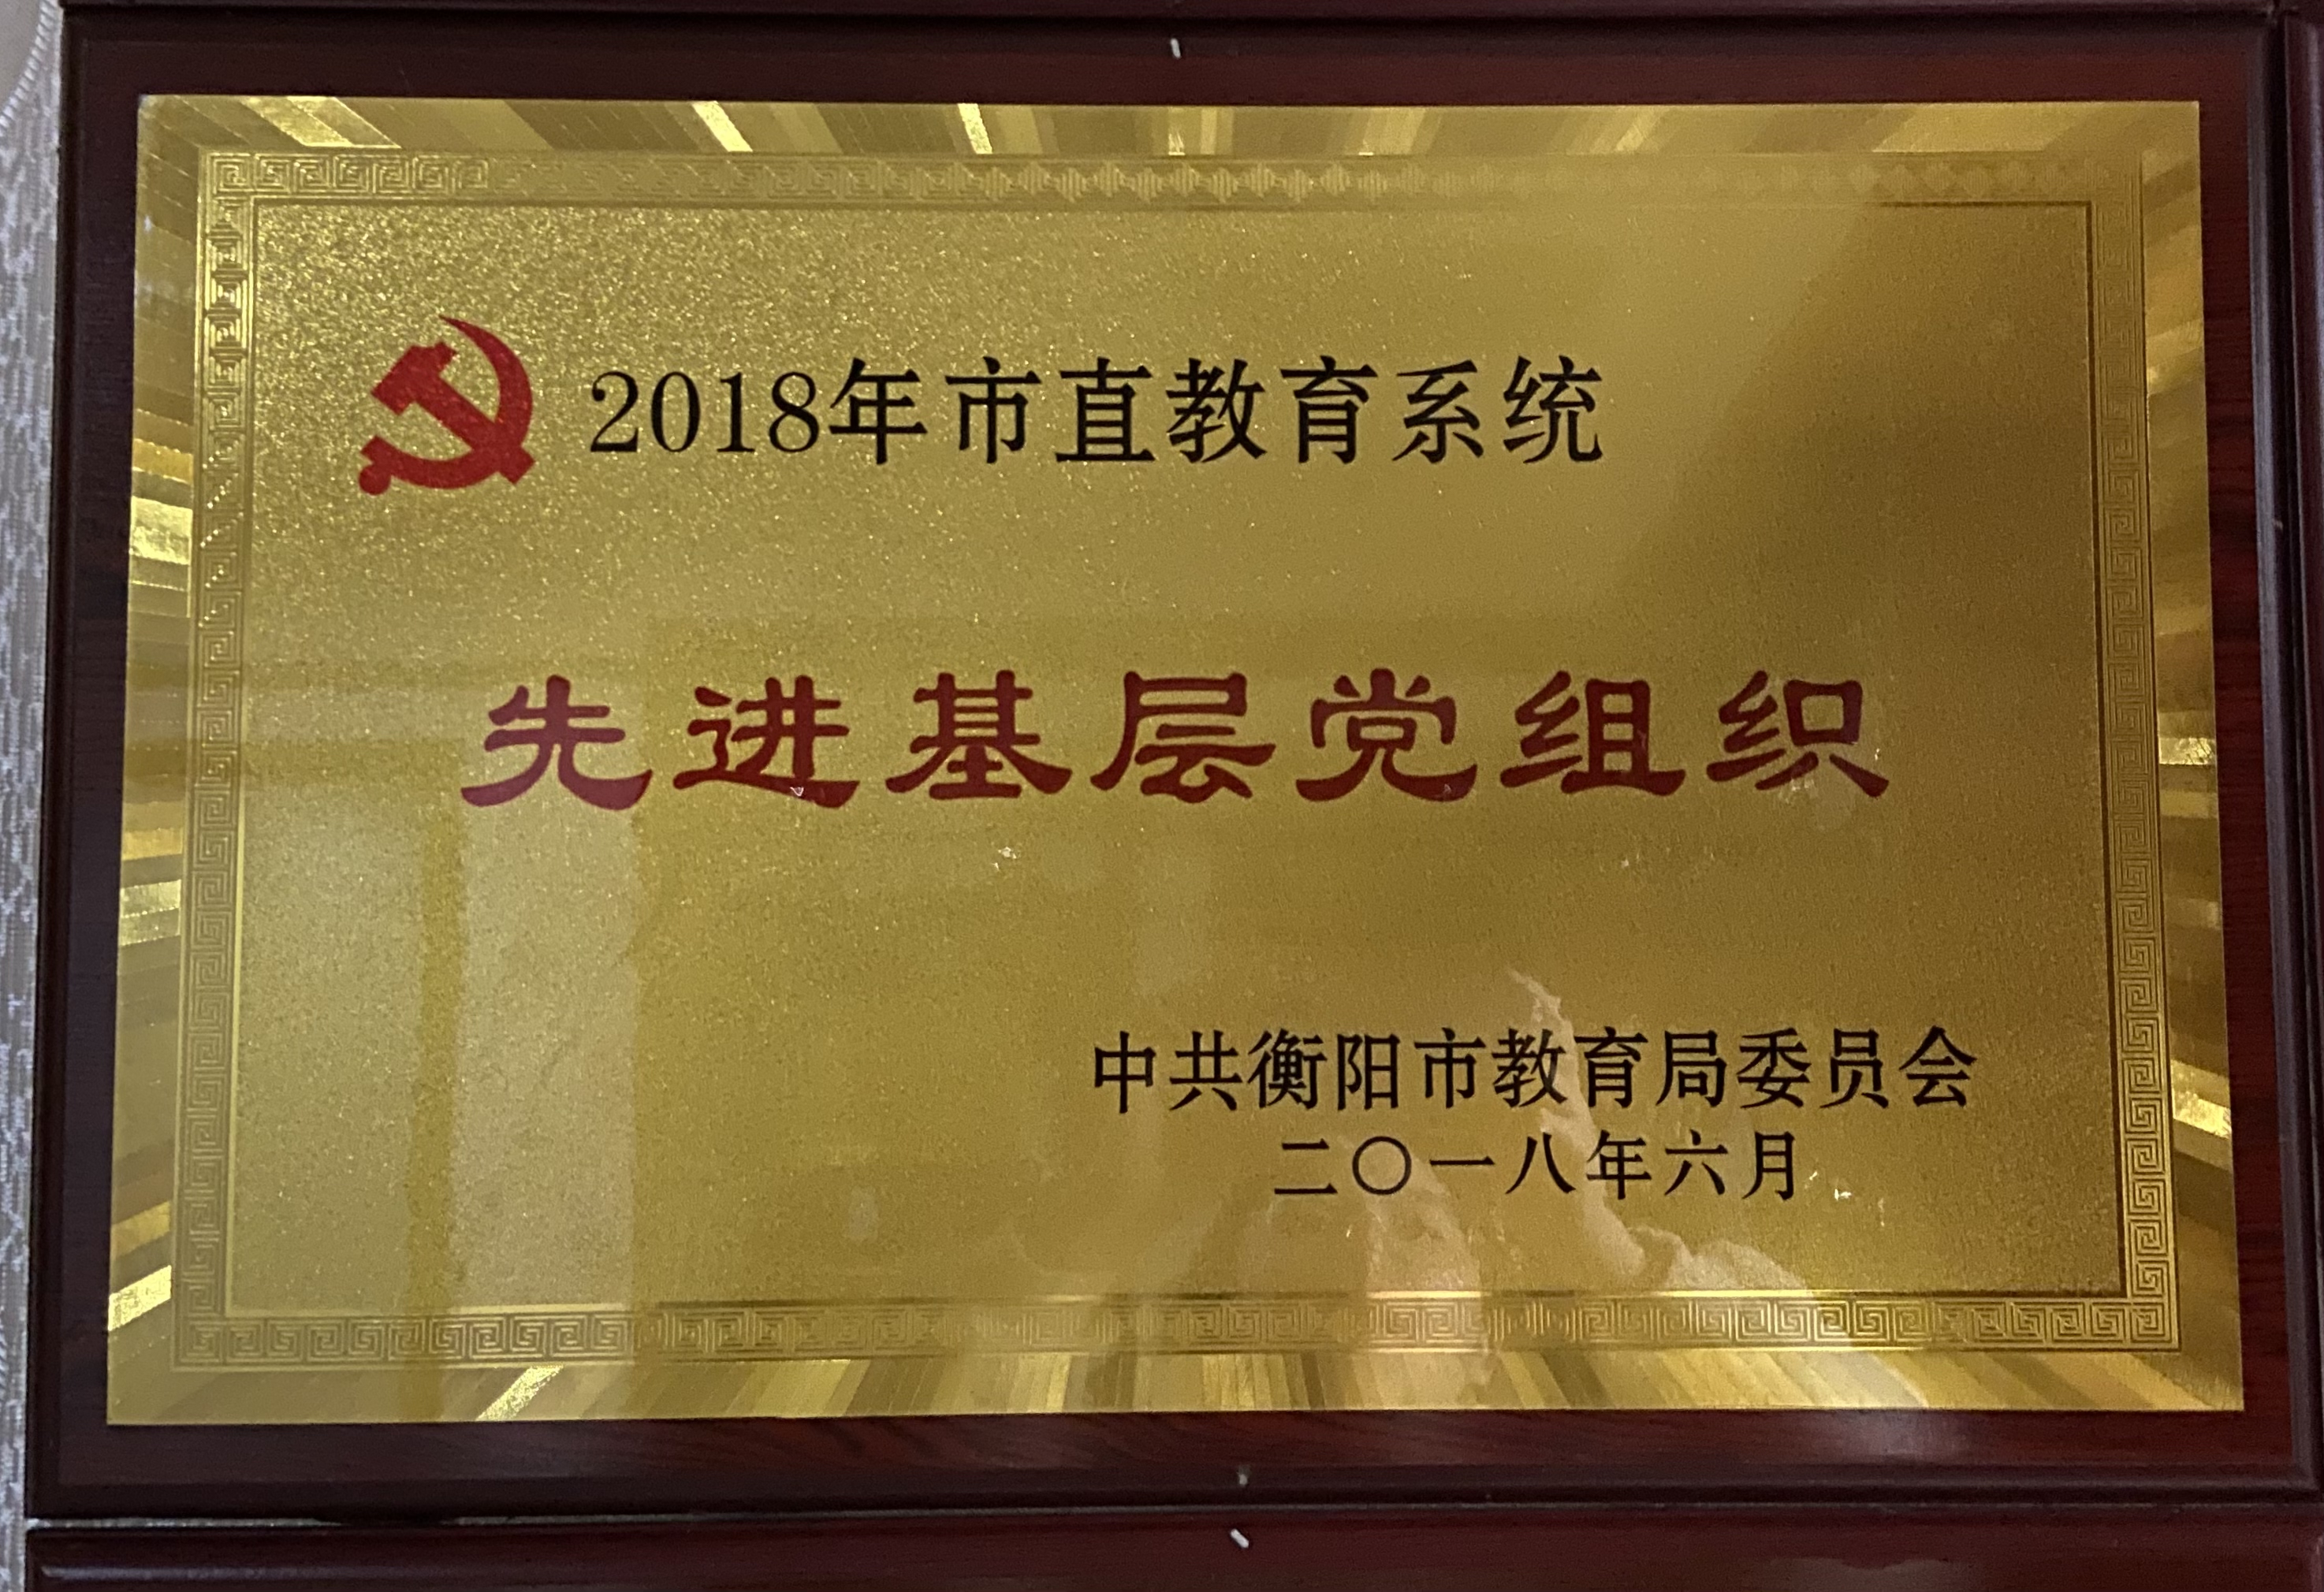 2018年市直教育系统
先进基层党组织
中共衡阳市教育局委员会
二〇一八年六月